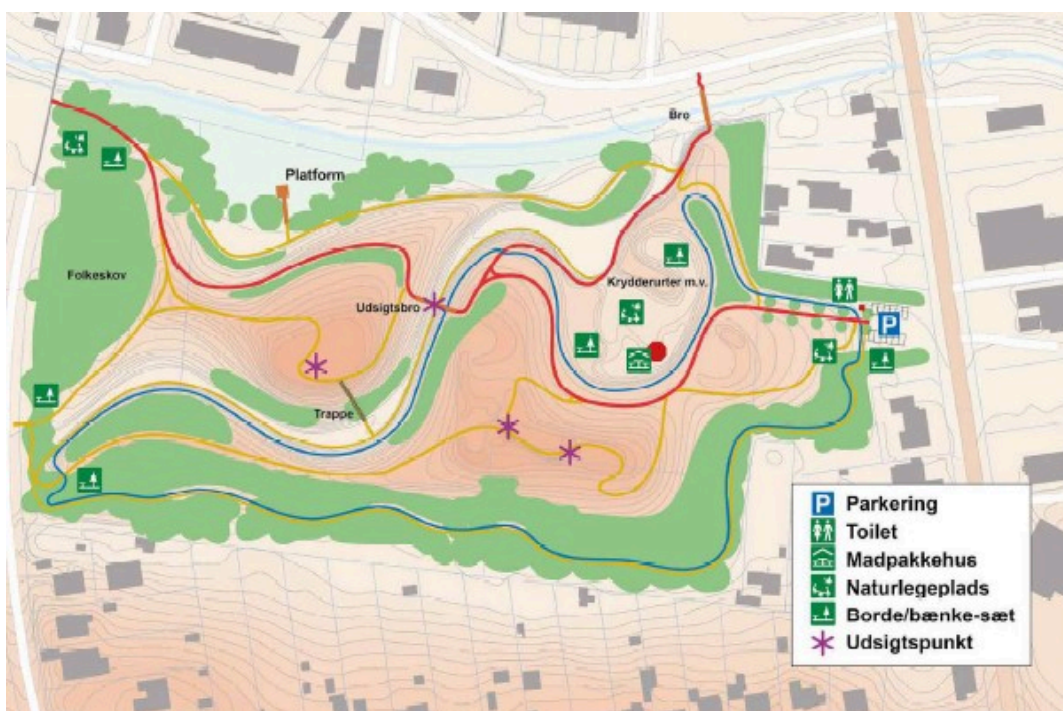 Bro
Platform
Folkeskov
Krydderurter m.v.
Udsigtsbro
P
Trappe
P Parkering
Toilet
Madpakkehus
Naturlegeplads
Borde/bænke-sæt
Udsigtspunkt